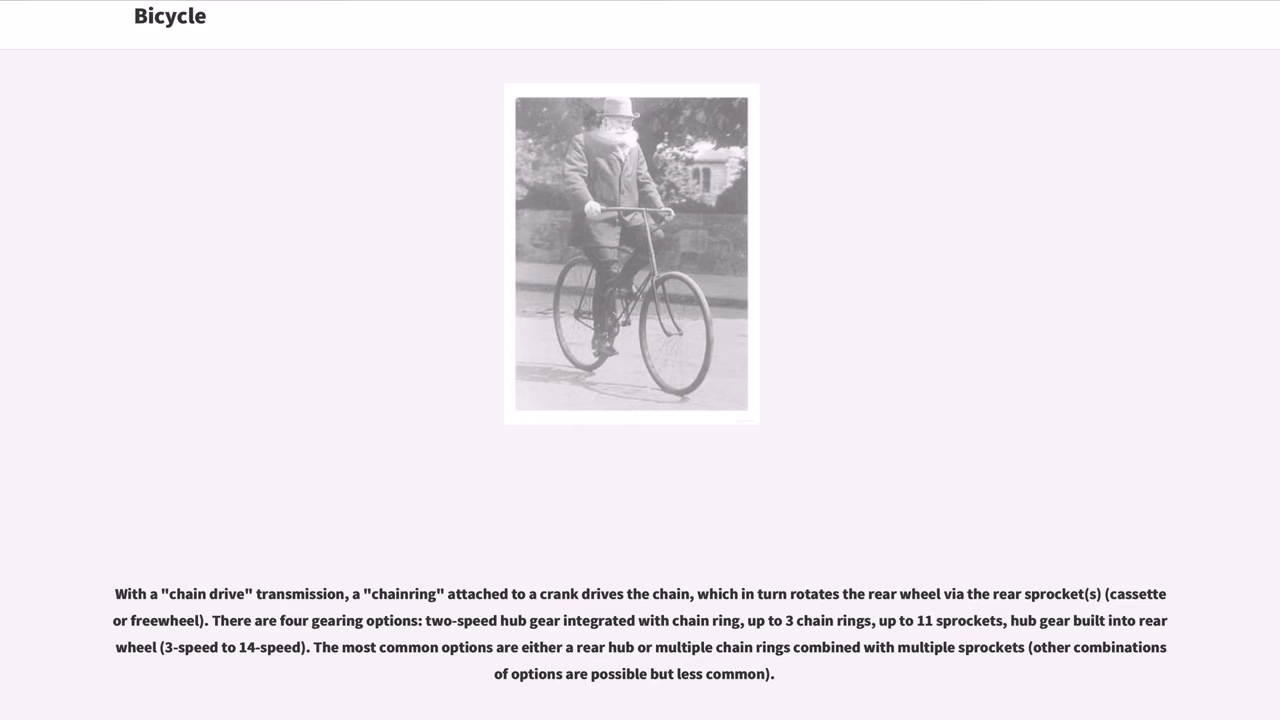 Bicycle
With a "chain drive" transmission, a "chainring" attached to a crank drives the chain, which in turn rotates the rear wheel via the rear sprocket(s) (cassette
or freewheel). There are four gearing options: two-speed hub gear integrated with chain ring, up to 3 chain rings, up to 11 sprockets, hub gear built into rear
wheel (3-speed to 14-speed). The most common options are either a rear hub or multiple chain rings combined with multiple sprockets (other combinations
of options are possible but less common).